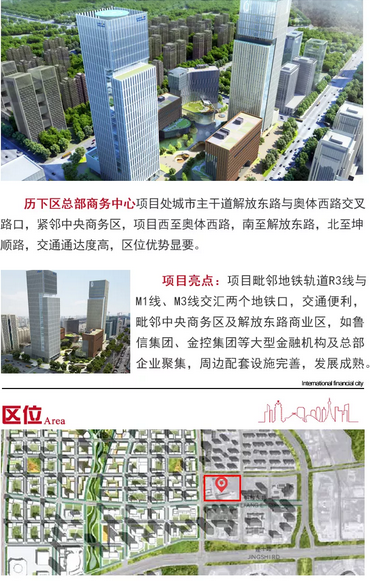 历下区总部商务中心项目处城市主干道解放东路与奥体西路交叉
路口，紧邻中央商务区，项目西至奥体西路，南至解放东路，北至坤
顺路，交通通达度高，区位优势显要。
项目亮点：项目毗邻地铁轨道R3线与
M1线、M3线交汇两个地铁口，交通便利，
毗邻中央商务区及解放东路商业区，如鲁
信集团、金控集团等大型金融机构及总部
企业聚集，周边配套设施完善，发展成熟。
International financial city
区位Area
JINGSHI RD